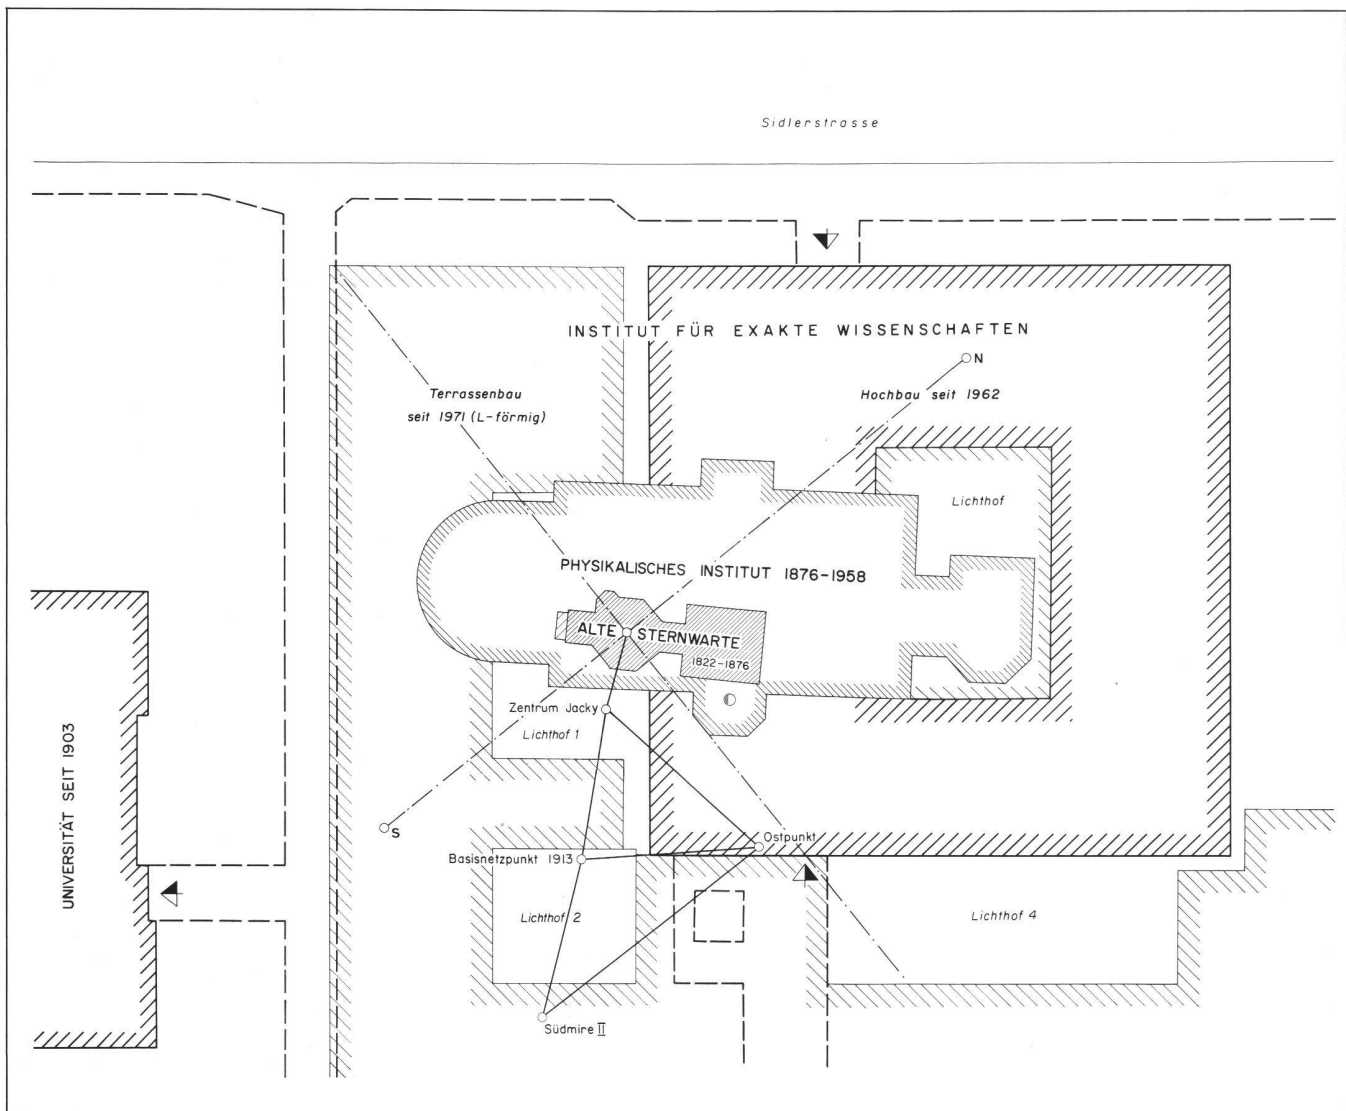 Sidlerstrasse
INSTITUT FÜR EXAKTE WISSENSCHAFTEN
N
Terrassenbau
seit 1971 (L-förmig)
Hochbau seit 1962
Lichthof
PHYSIKALISCHES INSTITUT 1876-1958
ALTE STERNWARTE
1822-1876
Zentrum Jacky
Lichthof 1
UNIVERSITÄT SEIT 1903
S
Ostpunkt
Basisnetzpunkt 1913
Lichthof 2
Lichthof 4
Südmire II